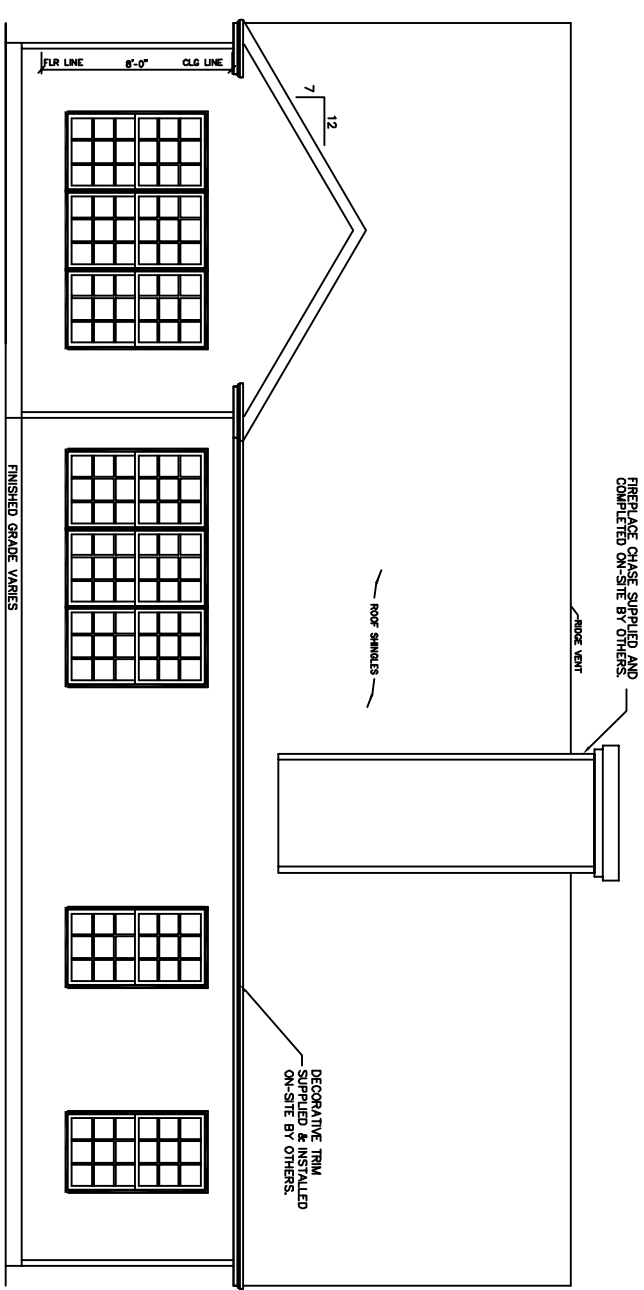 FIREPLACE CHASE SUPPLIED AND
COMPLETED ON-SITE BY OTHERS.
RIDGE VENT
ROOF SHINGLES
12
7
DECORATIVE TRIM
SUPPLIED & INSTALLED
ON-SITE BY OTHERS.
CLG LINE
8'-0"
FLR LINE
FINISHED GRADE VARIES